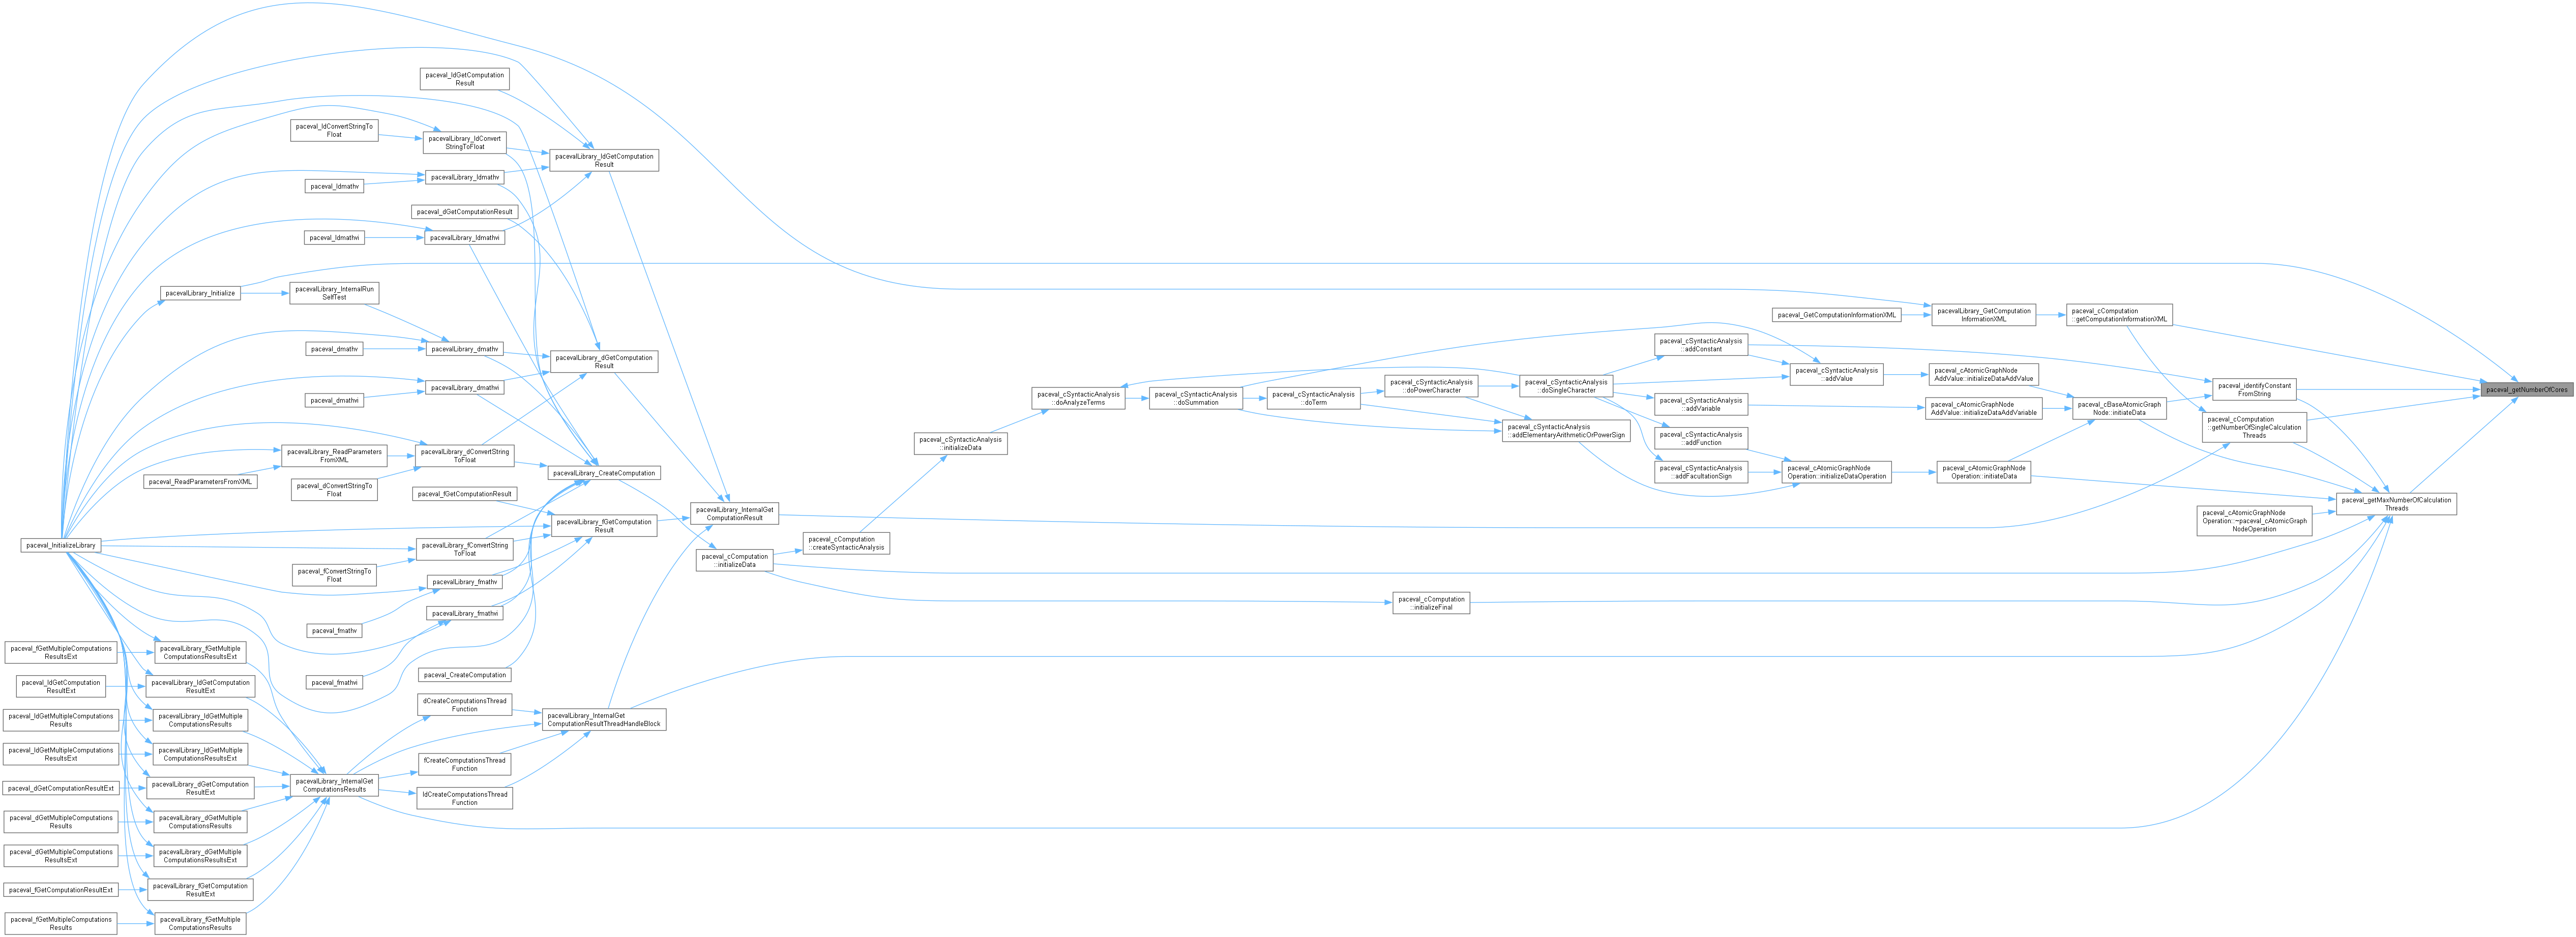 paceval_ldGetComputation
Result
paceval_ldConvertStringTo
Float
pacevalLibrary_ldConvert
StringToFloat
pacevalLibrary_ldGetComputation
Result
paceval_ldmathv
pacevalLibrary_ldmathv
paceval_dGetComputationResult
paceval_ldmathvi
pacevalLibrary_ldmathvi
pacevalLibrary_Initialize
pacevalLibrary_InternalRun
SelfTest
paceval_GetComputationInformationXML
pacevalLibrary_GetComputation
InformationXML
paceval_cComputation
::getComputationInformationXML
paceval_dmathv
pacevalLibrary_dmathv
pacevalLibrary_dGetComputation
Result
paceval_cSyntacticAnalysis
::addConstant
paceval_cSyntacticAnalysis
::addValue
paceval_cAtomicGraphNode
AddValue::initializeDataAddValue
paceval_identifyConstant
FromString
paceval_getNumberOfCores
paceval_dmathvi
pacevalLibrary_dmathvi
paceval_cSyntacticAnalysis
::doAnalyzeTerms
paceval_cSyntacticAnalysis
::doSummation
paceval_cSyntacticAnalysis
::doTerm
paceval_cSyntacticAnalysis
::doPowerCharacter
paceval_cSyntacticAnalysis
::doSingleCharacter
paceval_cSyntacticAnalysis
::addVariable
paceval_cAtomicGraphNode
AddValue::initializeDataAddVariable
paceval_cBaseAtomicGraph
Node::initiateData
paceval_cComputation
::getNumberOfSingleCalculation
Threads
paceval_cSyntacticAnalysis
::addElementaryArithmeticOrPowerSign
paceval_cSyntacticAnalysis
::addFunction
paceval_cSyntacticAnalysis
::initializeData
pacevalLibrary_ReadParameters
FromXML
pacevalLibrary_dConvertString
ToFloat
paceval_ReadParametersFromXML
paceval_dConvertStringTo
Float
pacevalLibrary_CreateComputation
paceval_cSyntacticAnalysis
::addFacultationSign
paceval_cAtomicGraphNode
Operation::initializeDataOperation
paceval_cAtomicGraphNode
Operation::initiateData
paceval_fGetComputationResult
pacevalLibrary_fGetComputation
Result
pacevalLibrary_InternalGet
ComputationResult
paceval_getMaxNumberOfCalculation
Threads
paceval_cAtomicGraphNode
Operation::~paceval_cAtomicGraph
NodeOperation
paceval_InitializeLibrary
pacevalLibrary_fConvertString
ToFloat
paceval_cComputation
::createSyntacticAnalysis
paceval_cComputation
::initializeData
paceval_fConvertStringTo
Float
pacevalLibrary_fmathv
pacevalLibrary_fmathvi
paceval_cComputation
::initializeFinal
paceval_fmathv
paceval_fGetMultipleComputations
ResultsExt
pacevalLibrary_fGetMultiple
ComputationsResultsExt
paceval_fmathvi
paceval_CreateComputation
paceval_ldGetComputation
ResultExt
pacevalLibrary_ldGetComputation
ResultExt
dCreateComputationsThread
Function
paceval_ldGetMultipleComputations
Results
pacevalLibrary_ldGetMultiple
ComputationsResults
pacevalLibrary_InternalGet
ComputationResultThreadHandleBlock
paceval_ldGetMultipleComputations
ResultsExt
pacevalLibrary_ldGetMultiple
ComputationsResultsExt
fCreateComputationsThread
Function
paceval_dGetComputationResultExt
pacevalLibrary_dGetComputation
ResultExt
pacevalLibrary_InternalGet
ComputationsResults
ldCreateComputationsThread
Function
paceval_dGetMultipleComputations
Results
pacevalLibrary_dGetMultiple
ComputationsResults
paceval_dGetMultipleComputations
ResultsExt
pacevalLibrary_dGetMultiple
ComputationsResultsExt
paceval_fGetComputationResultExt
pacevalLibrary_fGetComputation
ResultExt
paceval_fGetMultipleComputations
Results
pacevalLibrary_fGetMultiple
ComputationsResults